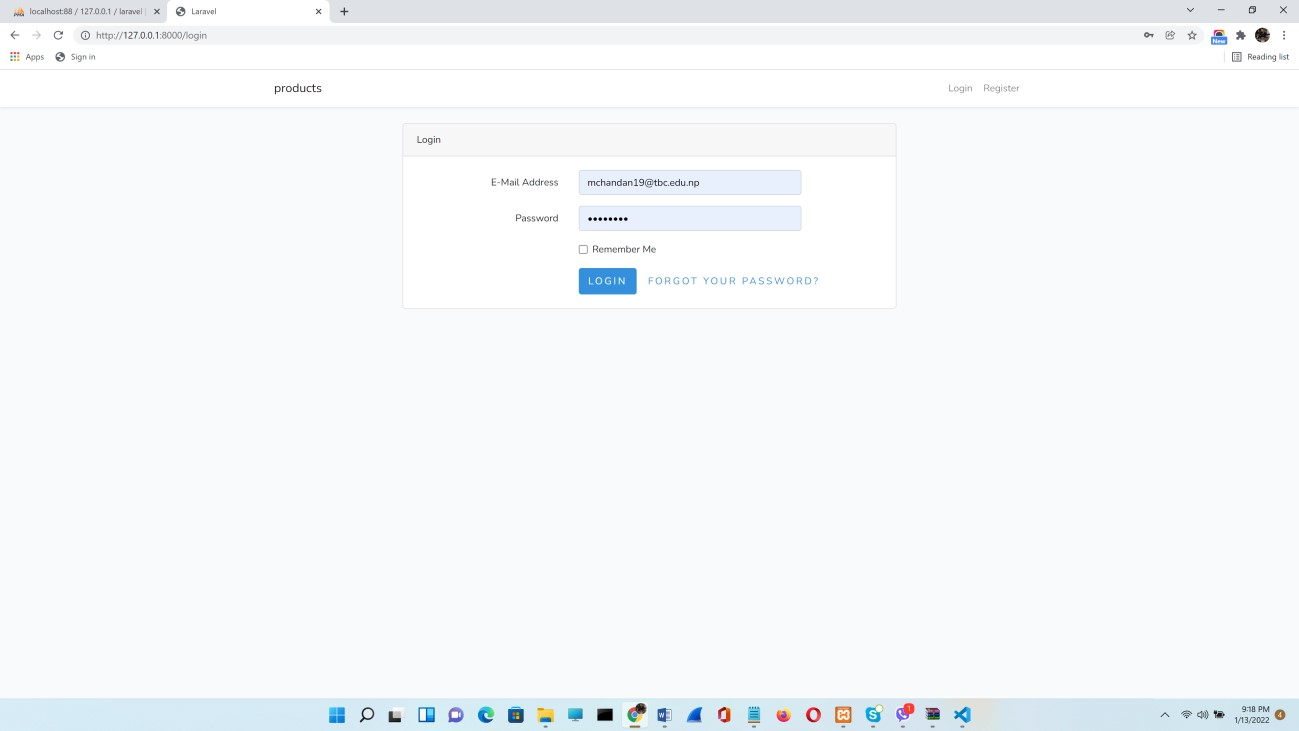 localhost:88 / 127.0.0.1 / laravel |
Laravel
http://127.0.0.1:8000/login
New
Apps
Sign in
Reading list
products
Login
Register
Login
E-Mail Address
mchandan19@tbc.edu.np
Password
Remember Me
LOGIN
FORGOT YOUR PASSWORD?
1
9:18 PM
1/13/2022
4